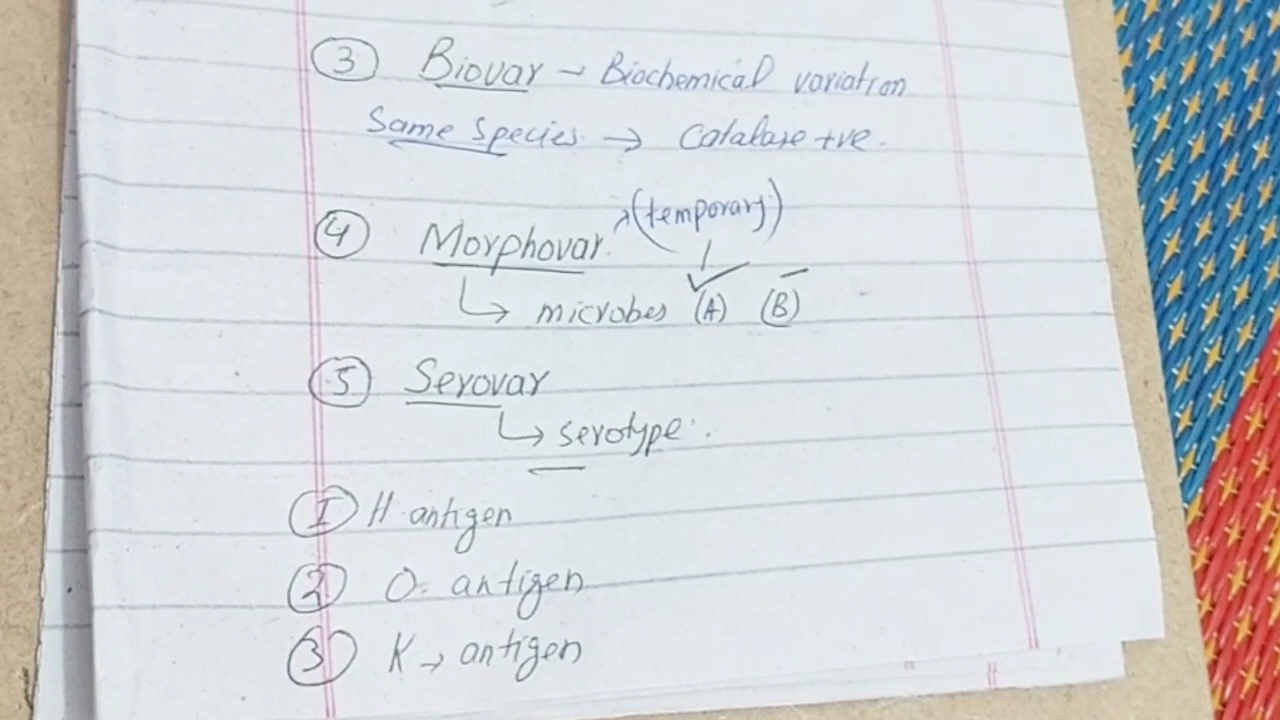 ③ Biovar → Biochemical variation
Same species → Catalase +ve.
(temporary)
④ Morphovar.
↳ microbes (A) (B)
⑤ Serovar
↳ serotype.
① H antigen
② O. antigen
③ K → antigen